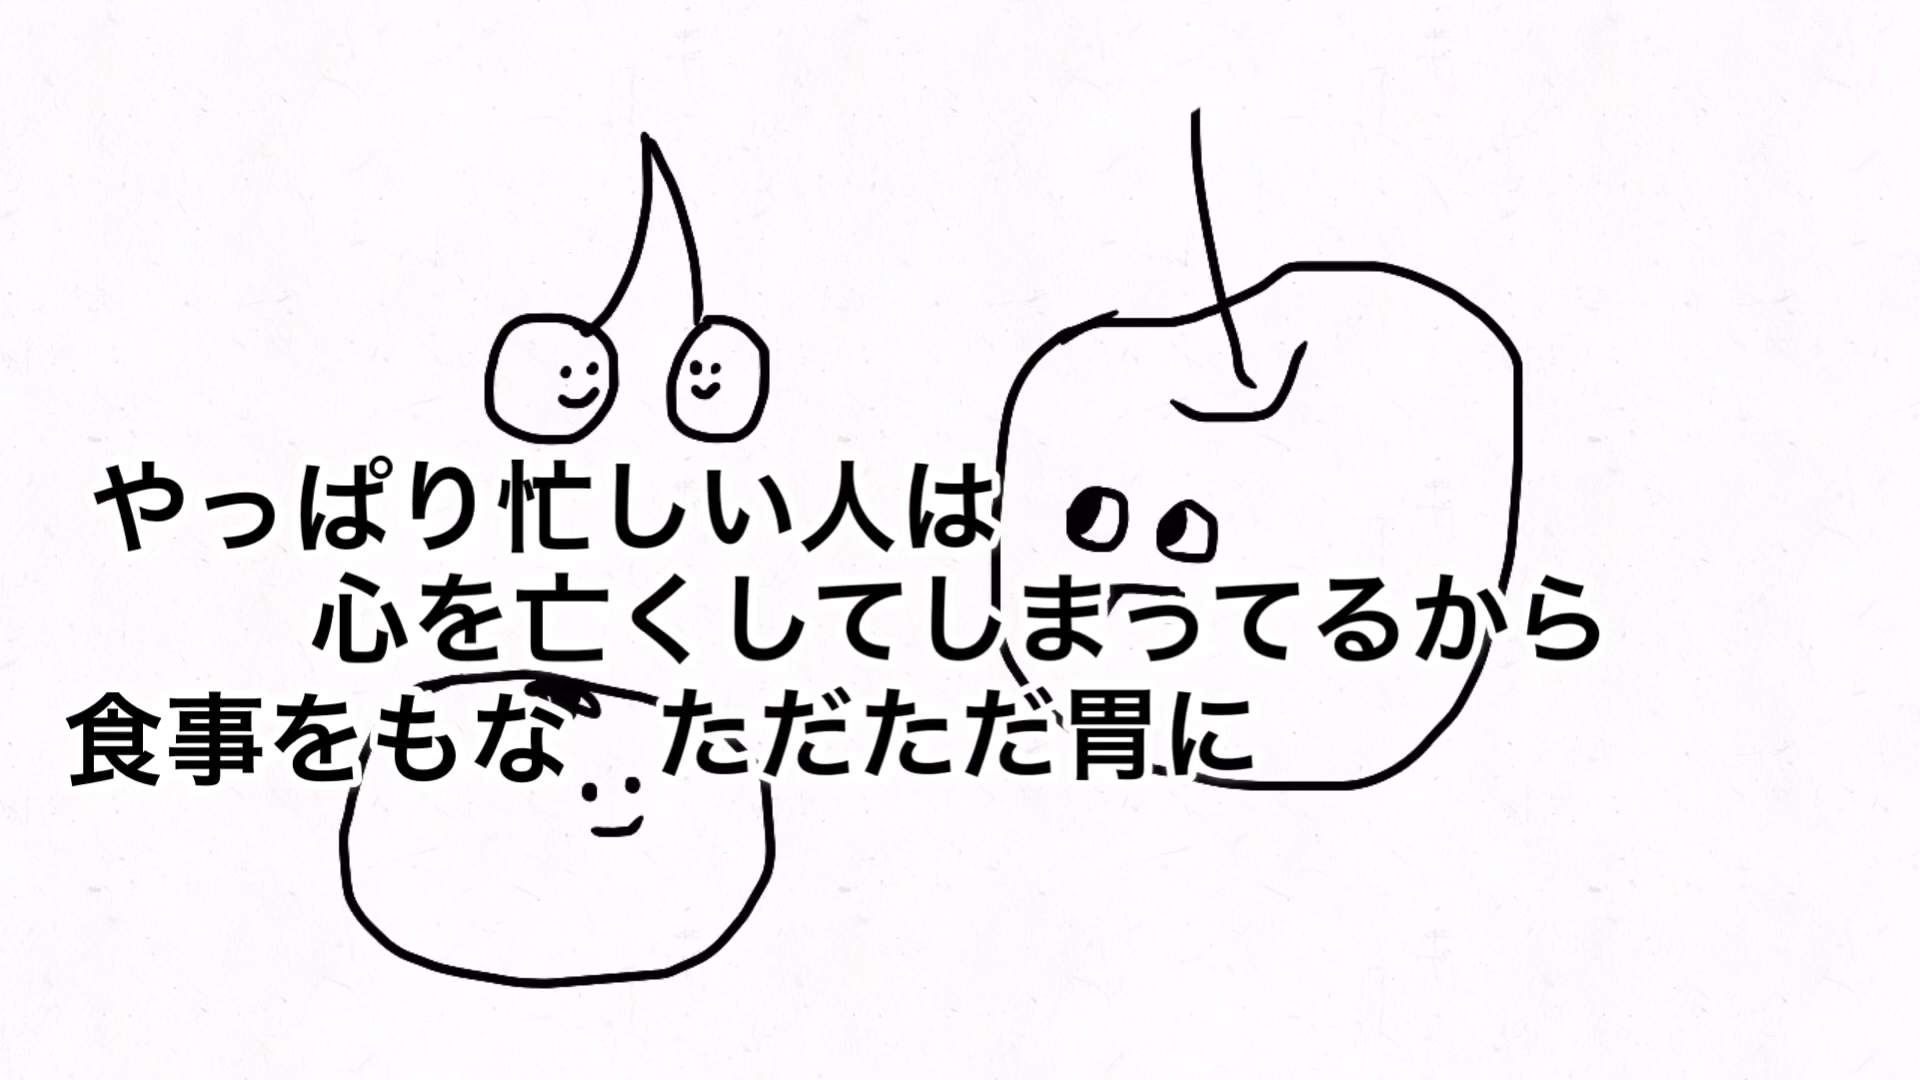 やっぱり忙しい人は
心を亡くしてしまってるから
食事をもな ただただ胃に